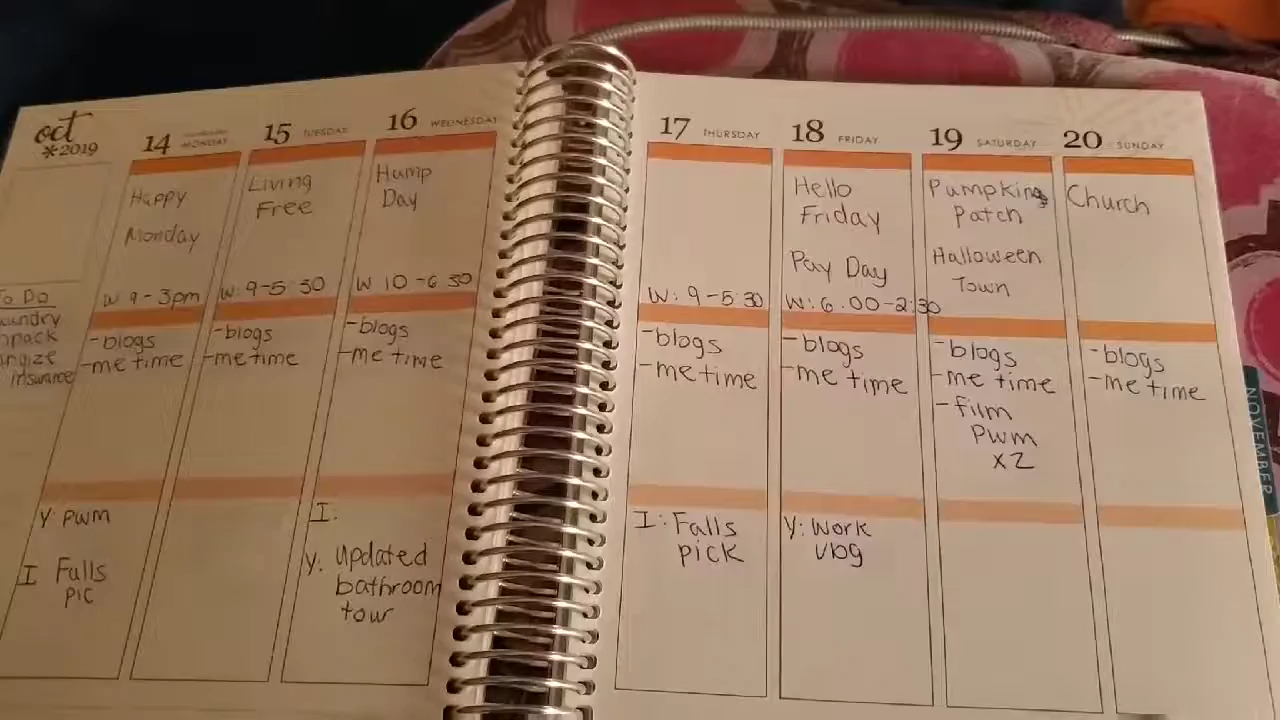 oct
*2019
To Do
laundry
unpack
insurance
14 MONDAY
Happy
Monday
W 9-3pm
-blogs
-me time
Y PWM
I Falls
pic
15 TUESDAY
Living
Free
W: 9-5:30
-blogs
-me time
16 WEDNESDAY
Hump
Day
W 10-6 30
-blogs
-me time
I:
Y: Updated
bathroom
tour
17 THURSDAY
W: 9-5:30
-blogs
-me time
I: Falls
pick
18 FRIDAY
Hello
Friday
Pay Day
W: 6:00-2:30
-blogs
-me time
Y: Work
vlog
19 SATURDAY
Pumpking
Patch
Halloween
Town
-blogs
-me time
-film
PWM
x2
20 SUNDAY
Church
-blogs
-me time
NOVEMBER